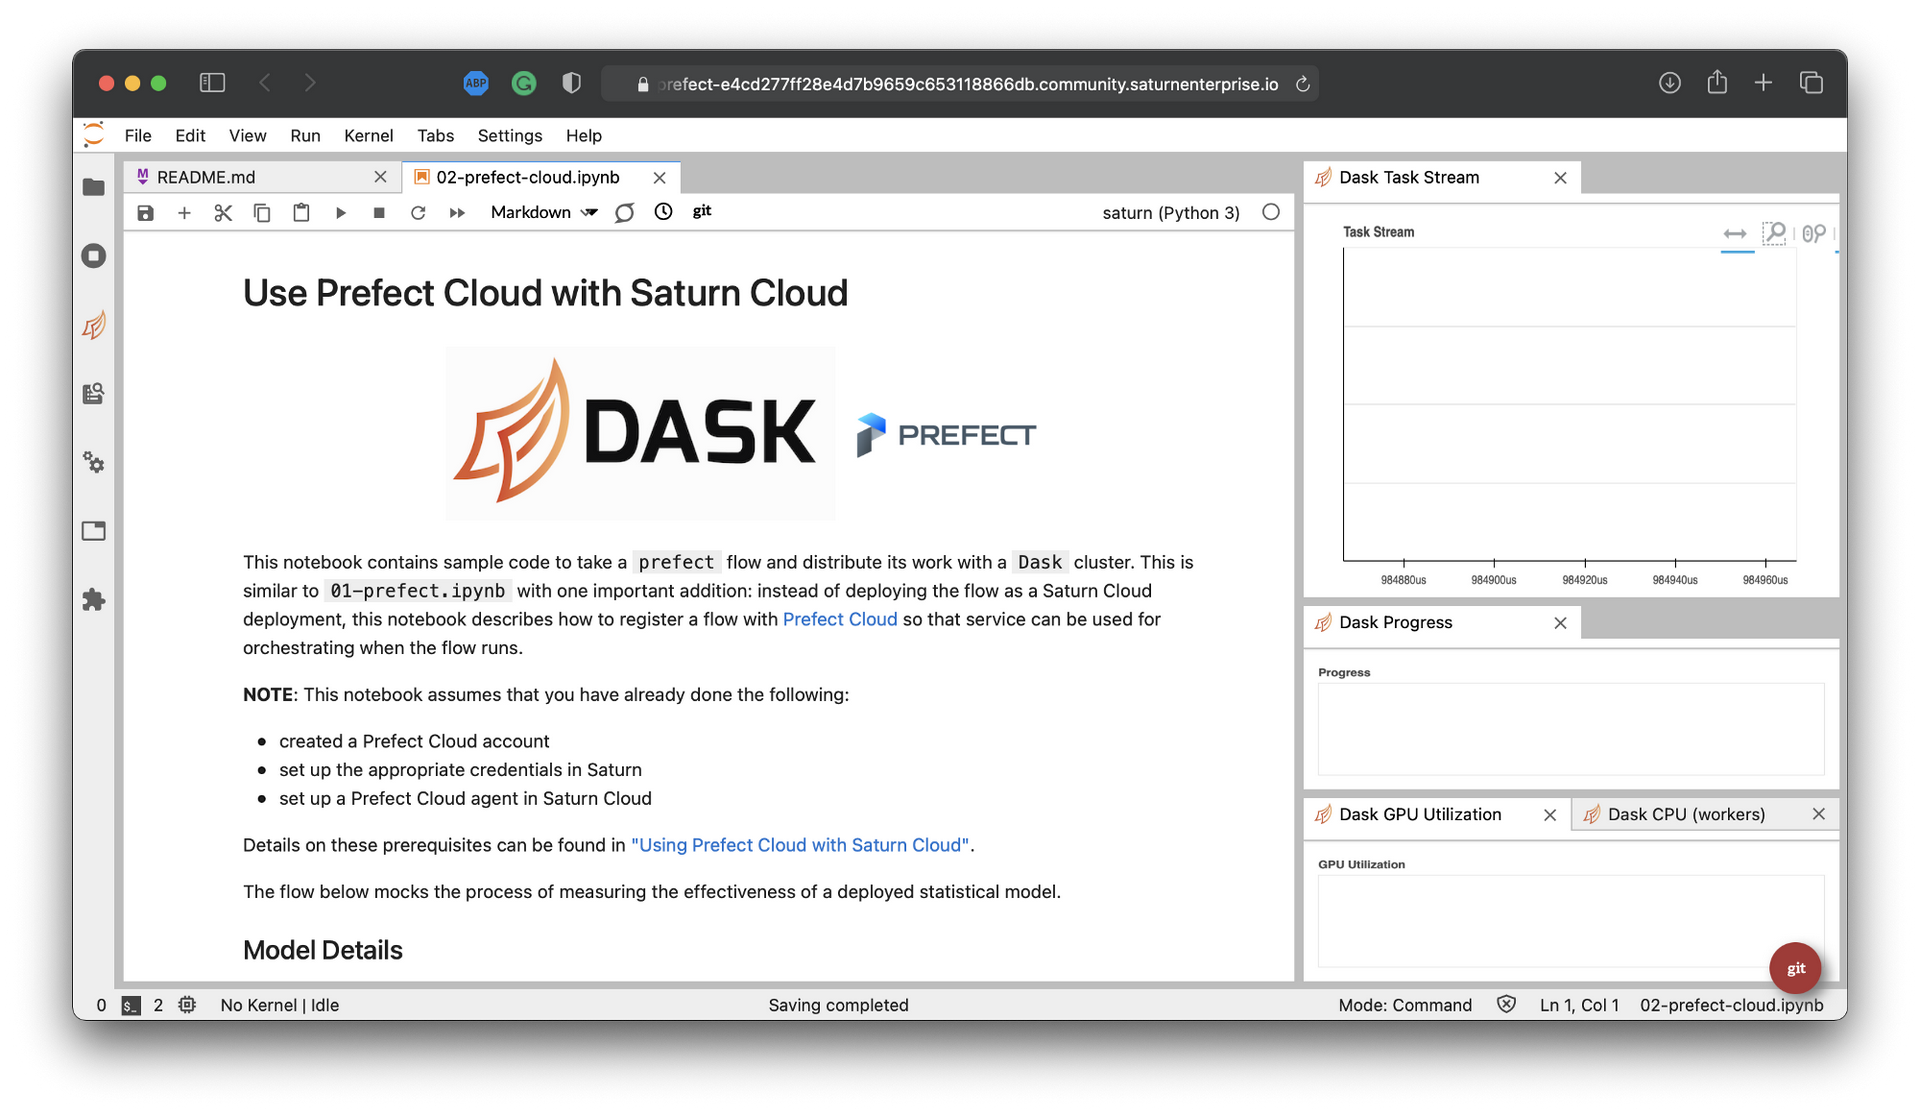 ABP
prefect-e4cd277ff28e4d7b9659c653118866db.community.saturnenterprise.io
File Edit View Run Kernel Tabs Settings Help
README.md
02-prefect-cloud.ipynb
Markdown
git
saturn (Python 3)
Use Prefect Cloud with Saturn Cloud
DASK
PREFECT
This notebook contains sample code to take a prefect flow and distribute its work with a Dask cluster. This is
similar to 01-prefect.ipynb with one important addition: instead of deploying the flow as a Saturn Cloud
deployment, this notebook describes how to register a flow with Prefect Cloud so that service can be used for
orchestrating when the flow runs.
NOTE: This notebook assumes that you have already done the following:
• created a Prefect Cloud account
• set up the appropriate credentials in Saturn
• set up a Prefect Cloud agent in Saturn Cloud
Details on these prerequisites can be found in "Using Prefect Cloud with Saturn Cloud".
The flow below mocks the process of measuring the effectiveness of a deployed statistical model.
Model Details
Dask Task Stream
Task Stream
984880us 984900us 984920us 984940us 984960us
Dask Progress
Progress
Dask GPU Utilization
Dask CPU (workers)
GPU Utilization
git
0 $_ 2 No Kernel | Idle
Saving completed
Mode: Command
Ln 1, Col 1
02-prefect-cloud.ipynb